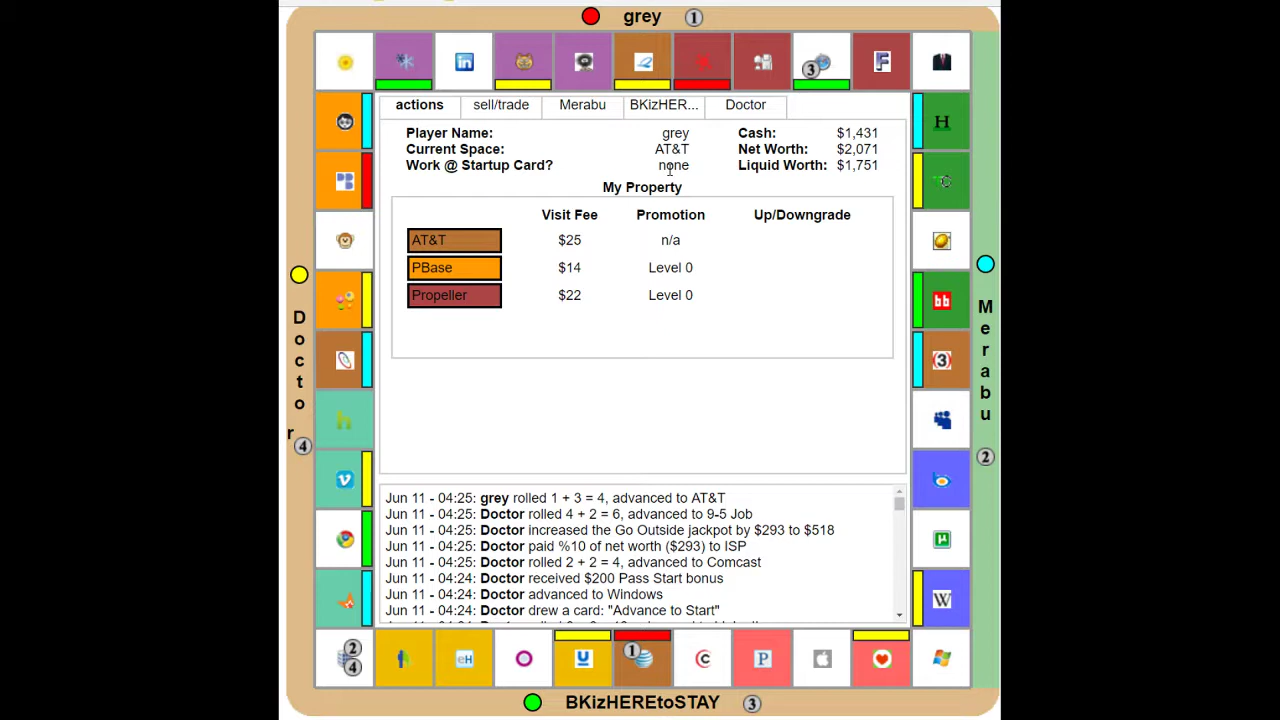 grey 1
3
actions sell/trade Merabu BKizHER... Doctor
Player Name: grey Cash: $1,431
Current Space: AT&T Net Worth: $2,071
Work @ Startup Card? none Liquid Worth: $1,751
My Property
Visit Fee Promotion Up/Downgrade
AT&T $25 n/a
PBase $14 Level 0
Propeller $22 Level 0
Jun 11 - 04:25: grey rolled 1 + 3 = 4, advanced to AT&T
Jun 11 - 04:25: Doctor rolled 4 + 2 = 6, advanced to 9-5 Job
Jun 11 - 04:25: Doctor increased the Go Outside jackpot by $293 to $518
Jun 11 - 04:25: Doctor paid %10 of net worth ($293) to ISP
Jun 11 - 04:25: Doctor rolled 2 + 2 = 4, advanced to Comcast
Jun 11 - 04:24: Doctor received $200 Pass Start bonus
Jun 11 - 04:24: Doctor advanced to Windows
Jun 11 - 04:24: Doctor drew a card: "Advance to Start"
Doctor
4
Merabu
2
in
F
H
bb
(3)
h
W
µ
2
4
eH
U
1
C
P
BKizHEREtoSTAY 3